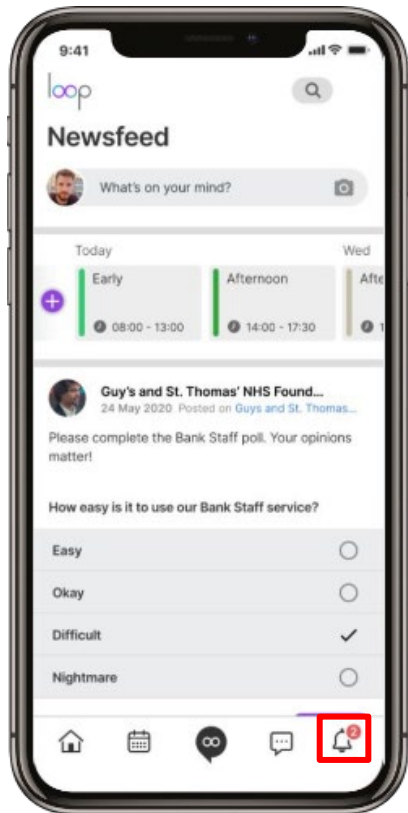 9:41
loop
Newsfeed
What's on your mind?
Today Wed
Early Afternoon Afte
08:00 - 13:00 14:00 - 17:30 1
Guy's and St. Thomas' NHS Found...
24 May 2020 Posted on Guys and St. Thomas...
Please complete the Bank Staff poll. Your opinions
matter!
How easy is it to use our Bank Staff service?
Easy
Okay
Difficult
Nightmare
2